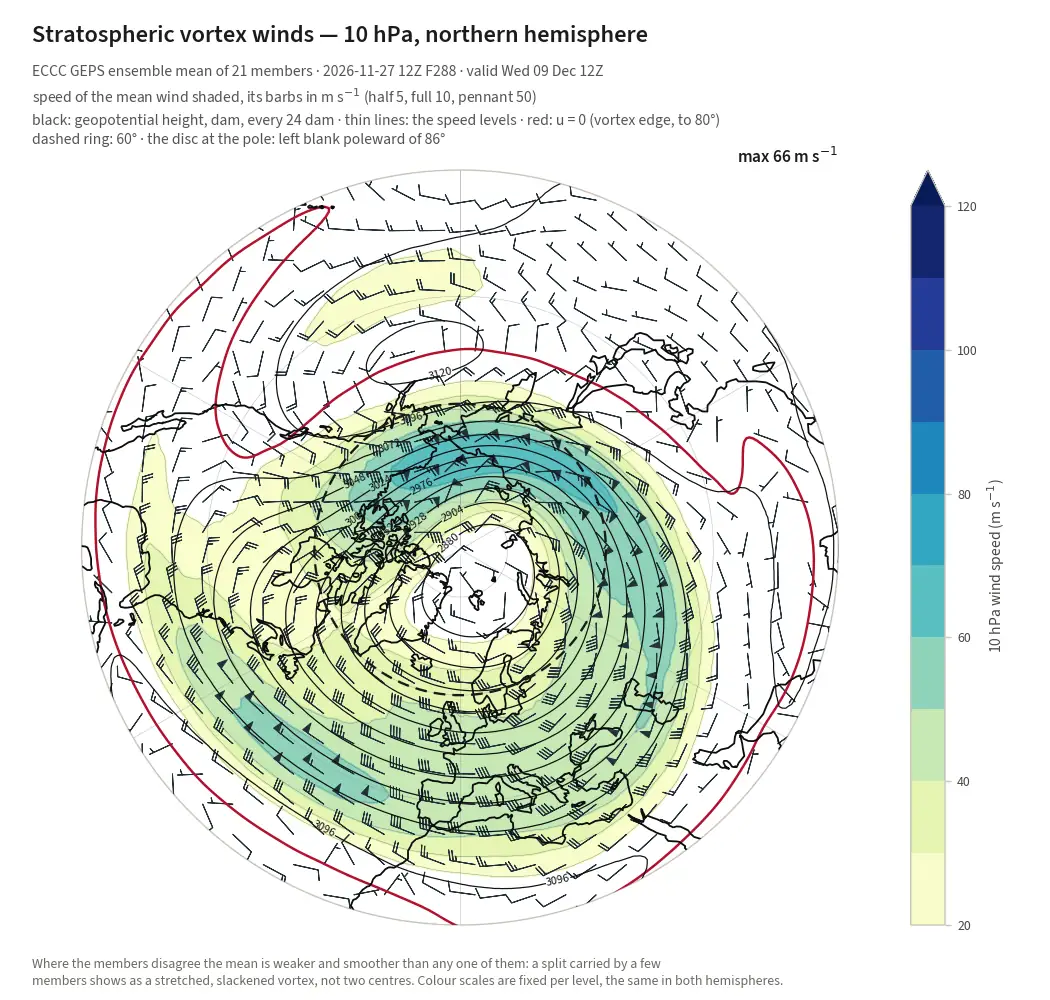 Stratospheric vortex winds — 10 hPa, northern hemisphere
ECCC GEPS ensemble mean of 21 members · 2026-11-27 12Z F288 · valid Wed 09 Dec 12Z
speed of the mean wind shaded, its barbs in m s⁻¹ (half 5, full 10, pennant 50)
black: geopotential height, dam, every 24 dam · thin lines: the speed levels · red: u = 0 (vortex edge, to 80°)
dashed ring: 60° · the disc at the pole: left blank poleward of 86°
max 66 m s⁻¹
120
100
80
60
40
20
10 hPa wind speed (m s⁻¹)
3120
3096
3072
2976
2904
2928
2880
3096
3096
Where the members disagree the mean is weaker and smoother than any one of them: a split carried by a few
members shows as a stretched, slackened vortex, not two centres. Colour scales are fixed per level, the same in both hemispheres.